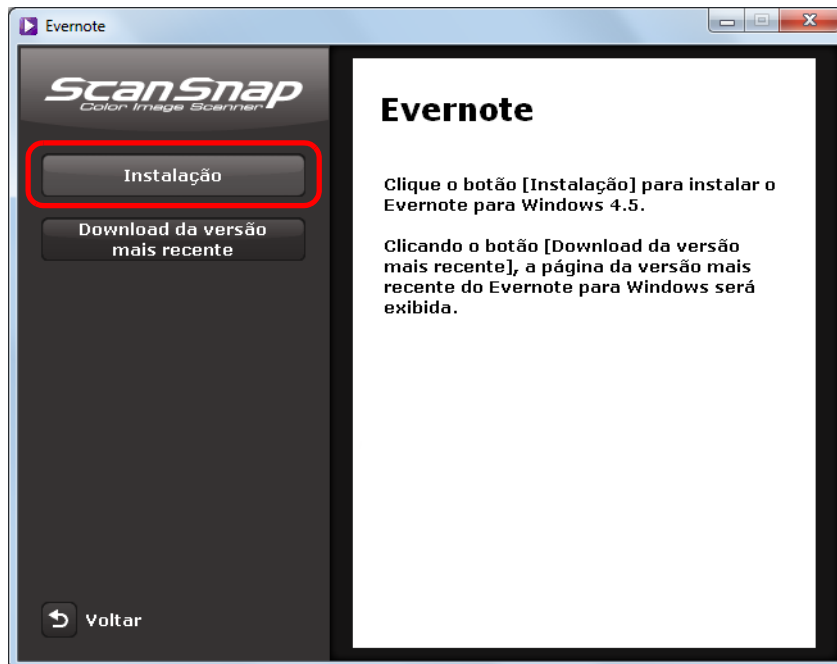 Evernote
ScanSnap
Color Image Scanner
Instalação
Download da versão
mais recente
Voltar
Evernote
Clique o botão [Instalação] para instalar o
Evernote para Windows 4.5.
Clicando o botão [Download da versão
mais recente], a página da versão mais
recente do Evernote para Windows será
exibida.